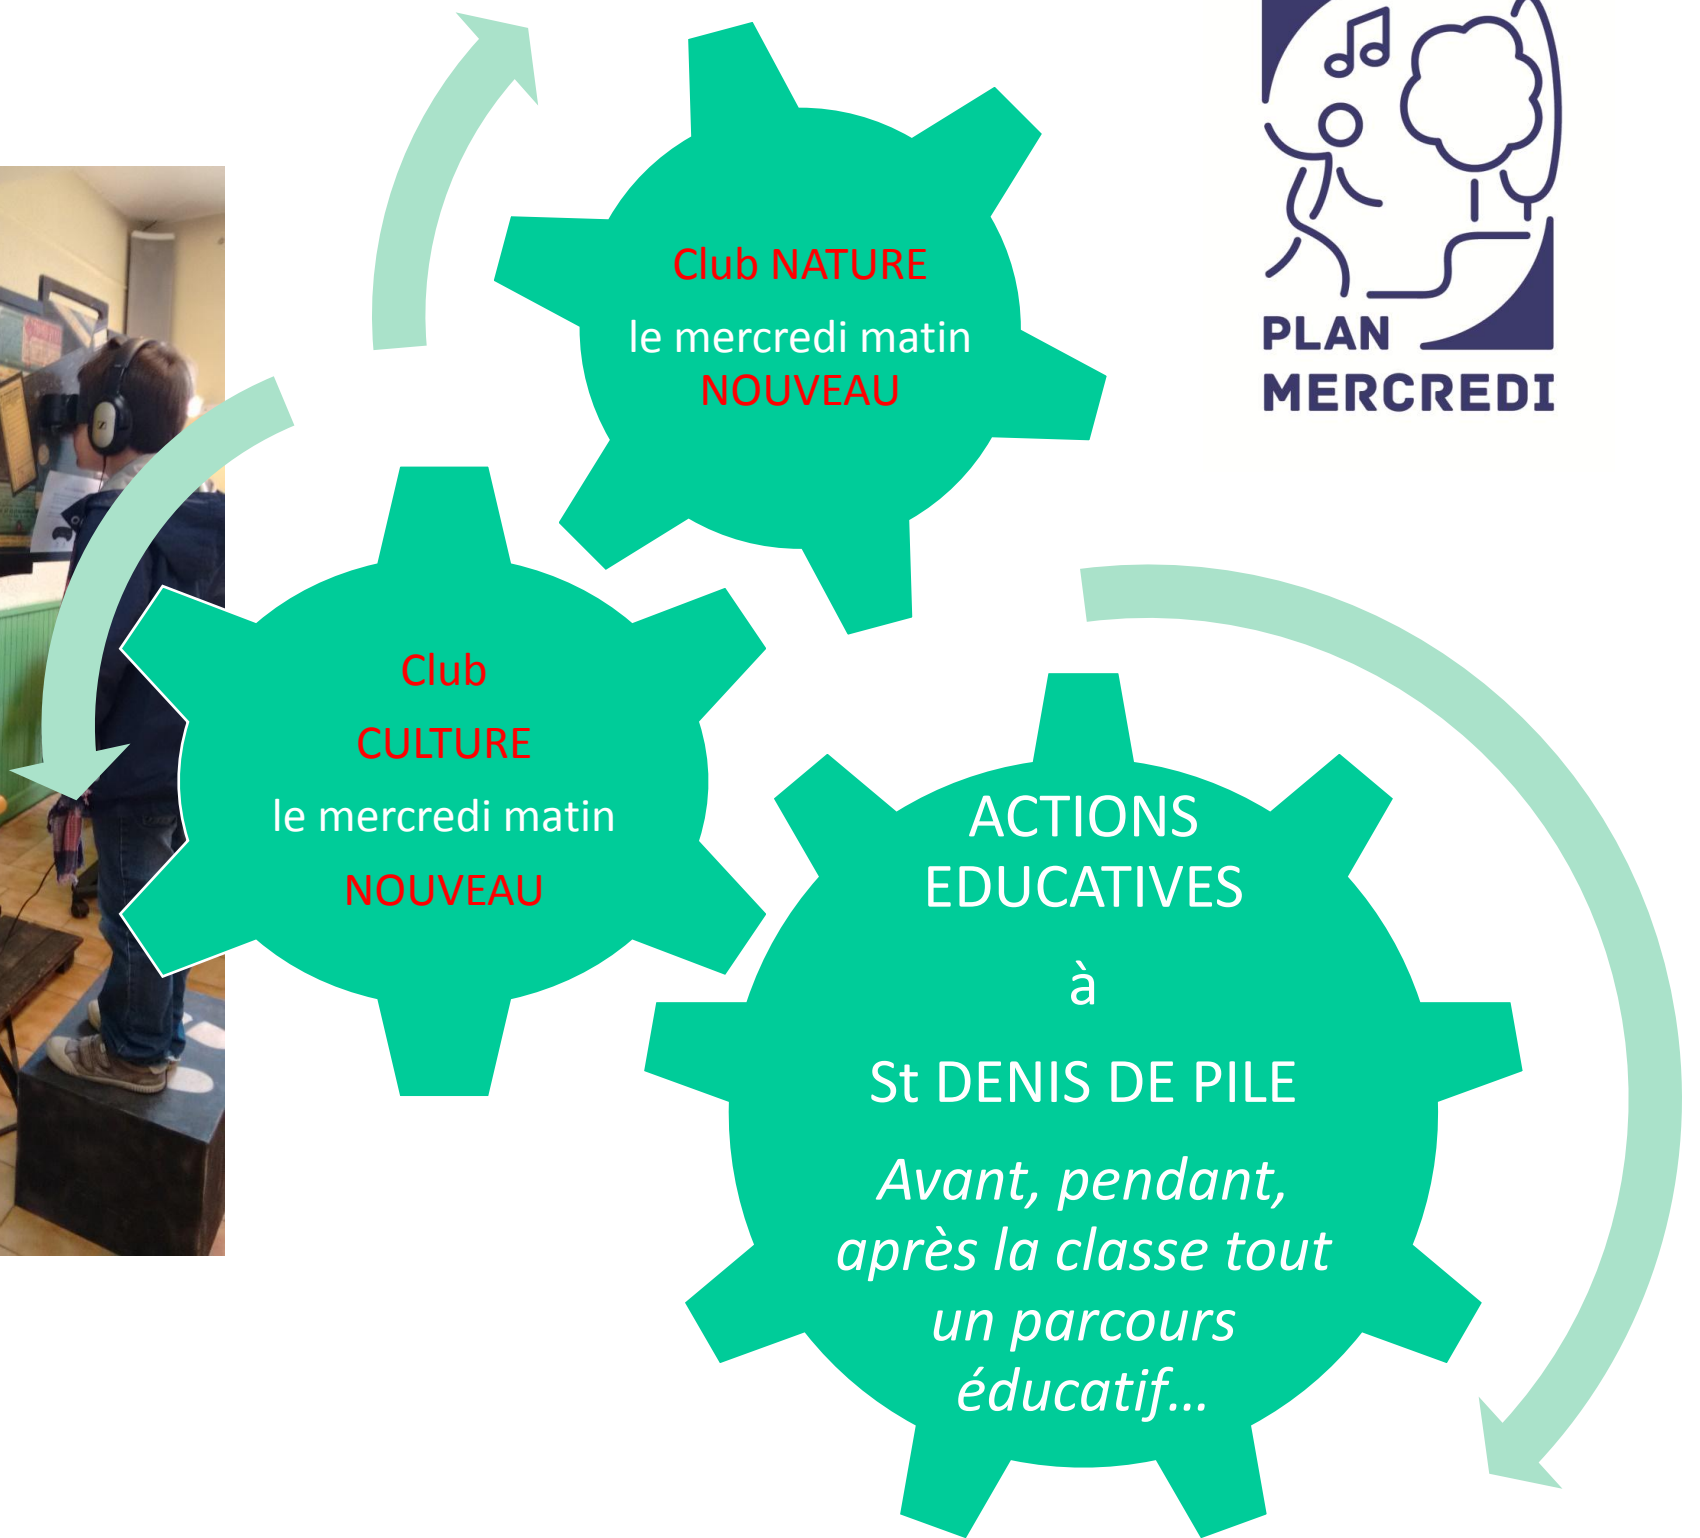 PLAN
MERCREDI
Club NATURE
le mercredi matin
NOUVEAU
Club
CULTURE
le mercredi matin
NOUVEAU
ACTIONS
EDUCATIVES
à
St DENIS DE PILE
Avant, pendant,
après la classe tout
un parcours
éducatif…